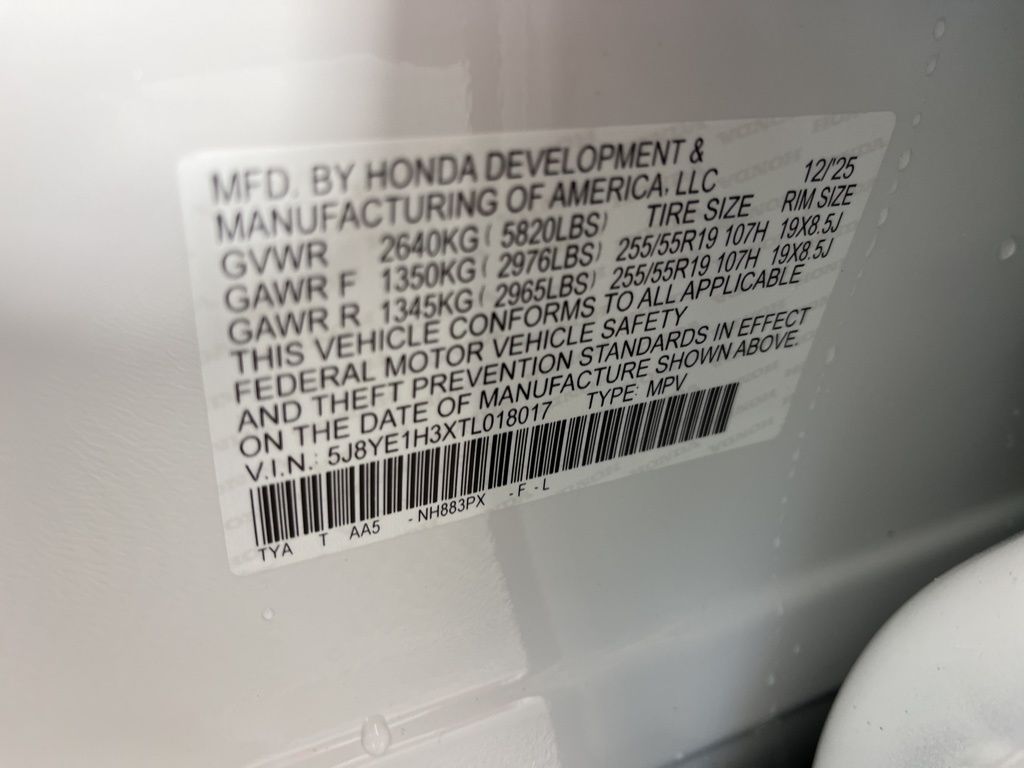 MFD. BY HONDA DEVELOPMENT &
MANUFACTURING OF AMERICA, LLC 12/'25
GVWR 2640KG ( 5820LBS) TIRE SIZE RIM SIZE
GAWR F 1350KG ( 2976LBS) 255/55R19 107H 19X8.5J
GAWR R 1345KG ( 2965LBS) 255/55R19 107H 19X8.5J
THIS VEHICLE CONFORMS TO ALL APPLICABLE
FEDERAL MOTOR VEHICLE SAFETY
AND THEFT PREVENTION STANDARDS IN EFFECT
ON THE DATE OF MANUFACTURE SHOWN ABOVE.
V.I.N.: 5J8YE1H3XTL018017 TYPE: MPV
TYA T AA5 -NH883PX -F -L